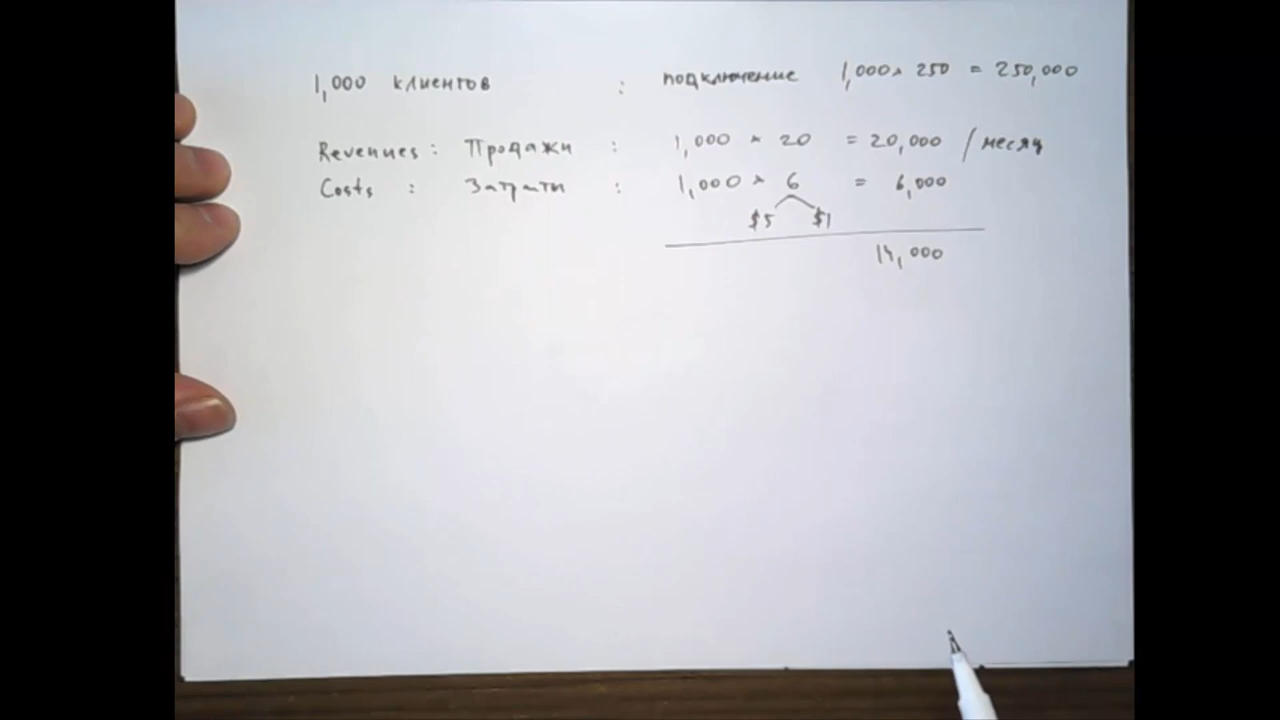 1,000 клиентов : подключение 1,000 × 250 = 250,000
Revenues : Продажи : 1,000 × 20 = 20,000 / месяц
Costs : Затраты : 1,000 × 6 = 6,000
$5 $1
14,000